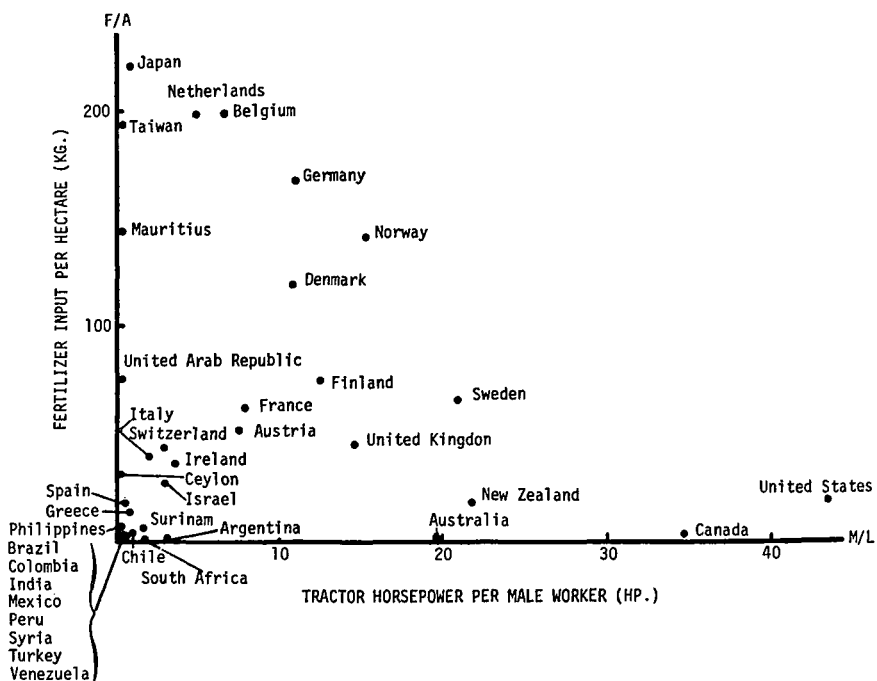 F/A
Japan
Netherlands
200
Belgium
Taiwan
Germany
Mauritius
Norway
Denmark
100
United Arab Republic
Finland
Sweden
France
Italy
Switzerland
Austria
United Kingdon
Ireland
Ceylon
Israel
Spain
Greece
New Zealand
United States
Philippines
Surinam
Argentina
Australia
Canada
M/L
Brazil
Chile
10
20
30
40
Colombia
South Africa
India
Mexico
Peru
Syria
Turkey
Venezuela
FERTILIZER INPUT PER HECTARE (KG.)
TRACTOR HORSEPOWER PER MALE WORKER (HP.)